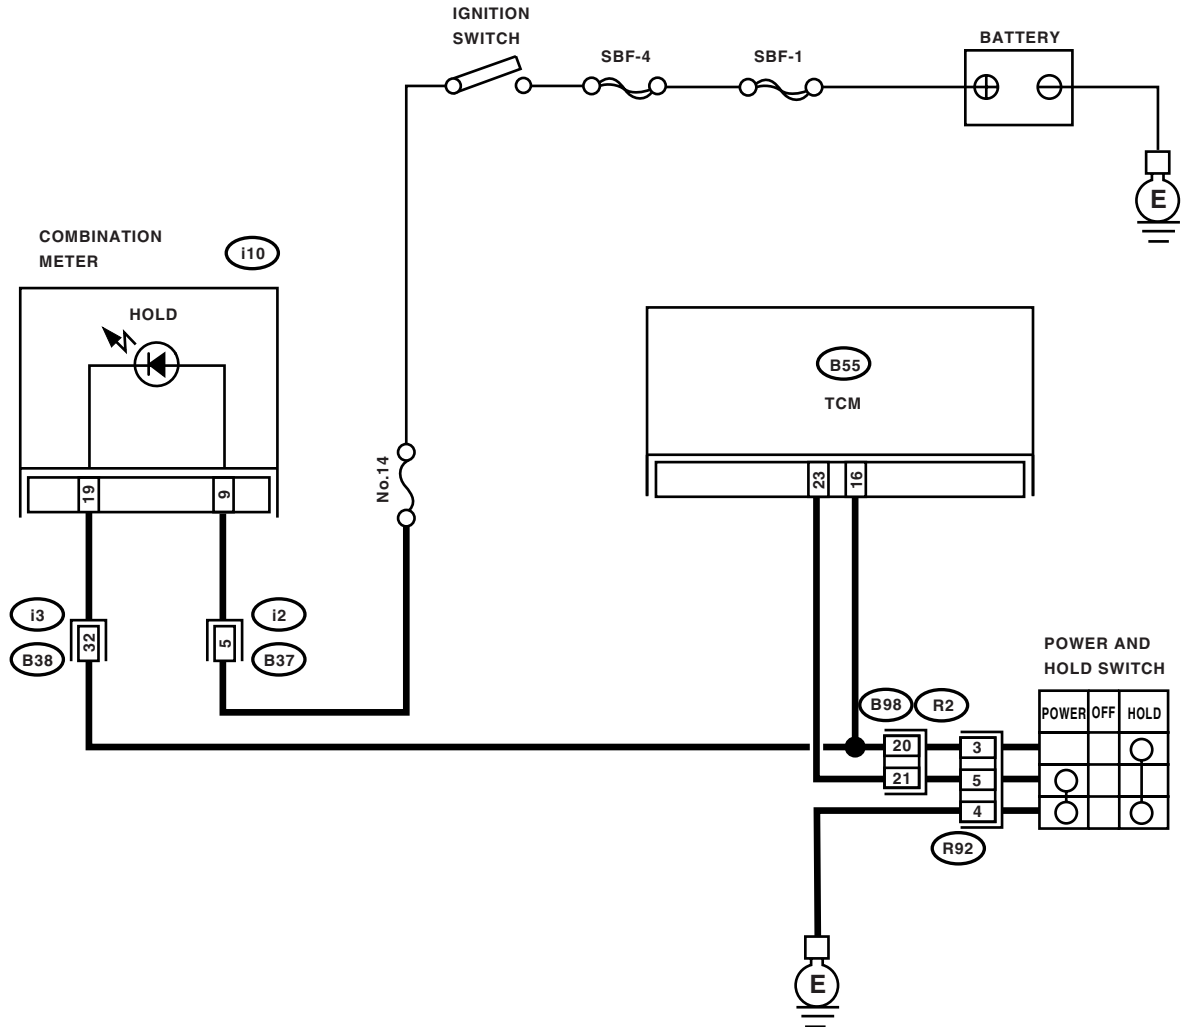 IGNITION
SWITCH
SBF-4
SBF-1
BATTERY
E
COMBINATION
METER
i10
HOLD
B55
TCM
No.14
19
9
23
16
i3
i2
32
5
B38
B37
POWER AND
HOLD SWITCH
B98
R2
POWER
OFF
HOLD
20
3
21
5
4
R92
E